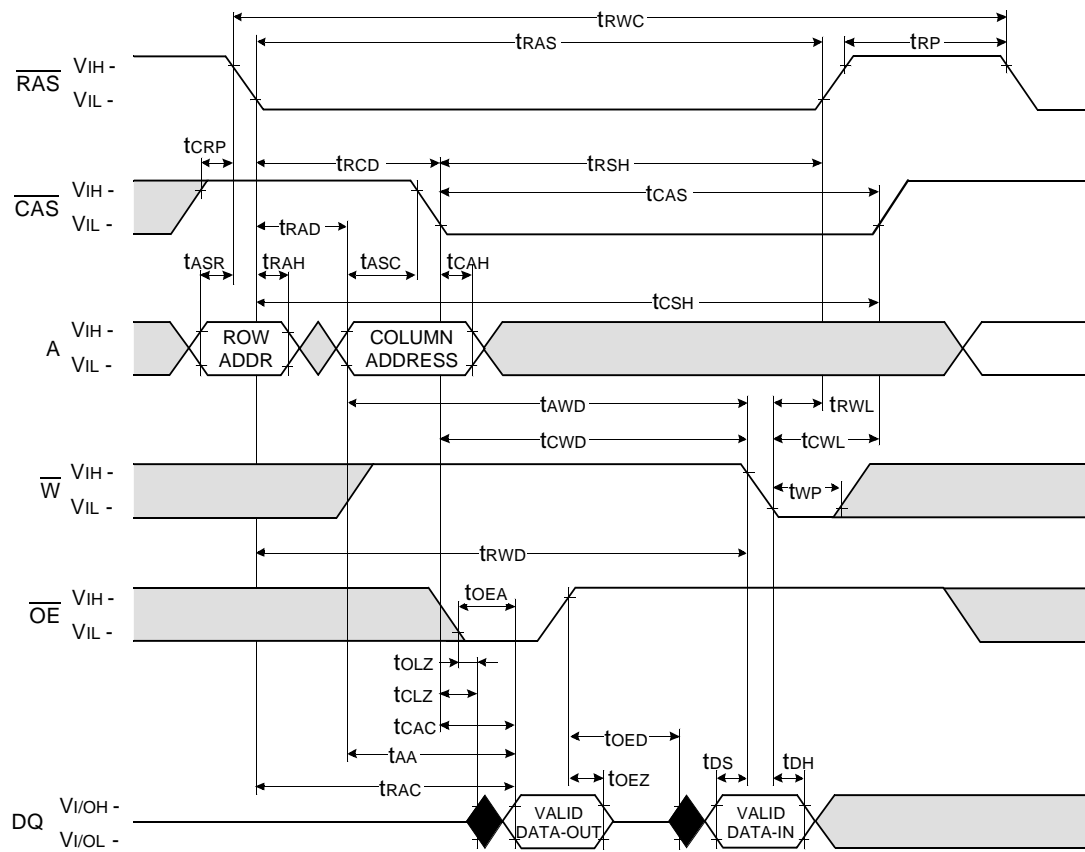 tRWC
tRAS
tRP
RAS
VIH -
VIL -
tCRP
tRCD
tRSH
CAS
VIH -
VIL -
tCAS
tRAD
tASR
tRAH
tASC
tCAH
tCSH
A
VIH -
VIL -
ROW
ADDR
COLUMN
ADDRESS
tAWD
tRWL
tCWD
tCWL
W
VIH -
VIL -
tWP
tRWD
OE
VIH -
VIL -
tOEA
tOLZ
tCLZ
tCAC
tOED
tAA
tDS
tDH
tOEZ
tRAC
DQ
VI/OH -
VI/OL -
VALID
DATA-OUT
VALID
DATA-IN